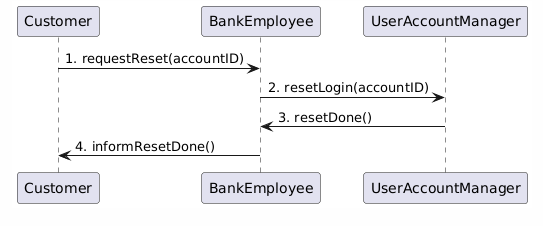 Customer BankEmployee UserAccountManager
1. requestReset(accountID)
2. resetLogin(accountID)
3. resetDone()
4. informResetDone()
Customer BankEmployee UserAccountManager